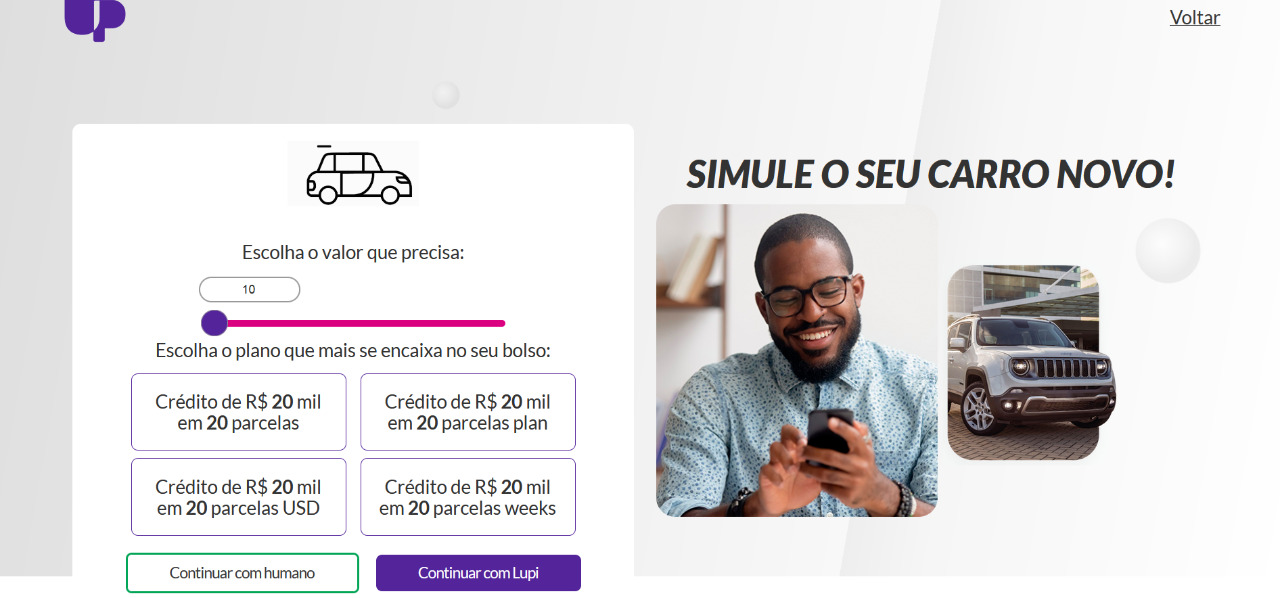 up
Voltar
SIMULE O SEU CARRO NOVO!
Escolha o valor que precisa:
10
Escolha o plano que mais se encaixa no seu bolso:
Crédito de R$ 20 mil
em 20 parcelas
Crédito de R$ 20 mil
em 20 parcelas plan
Crédito de R$ 20 mil
em 20 parcelas USD
Crédito de R$ 20 mil
em 20 parcelas weeks
Continuar com humano
Continuar com Lupi